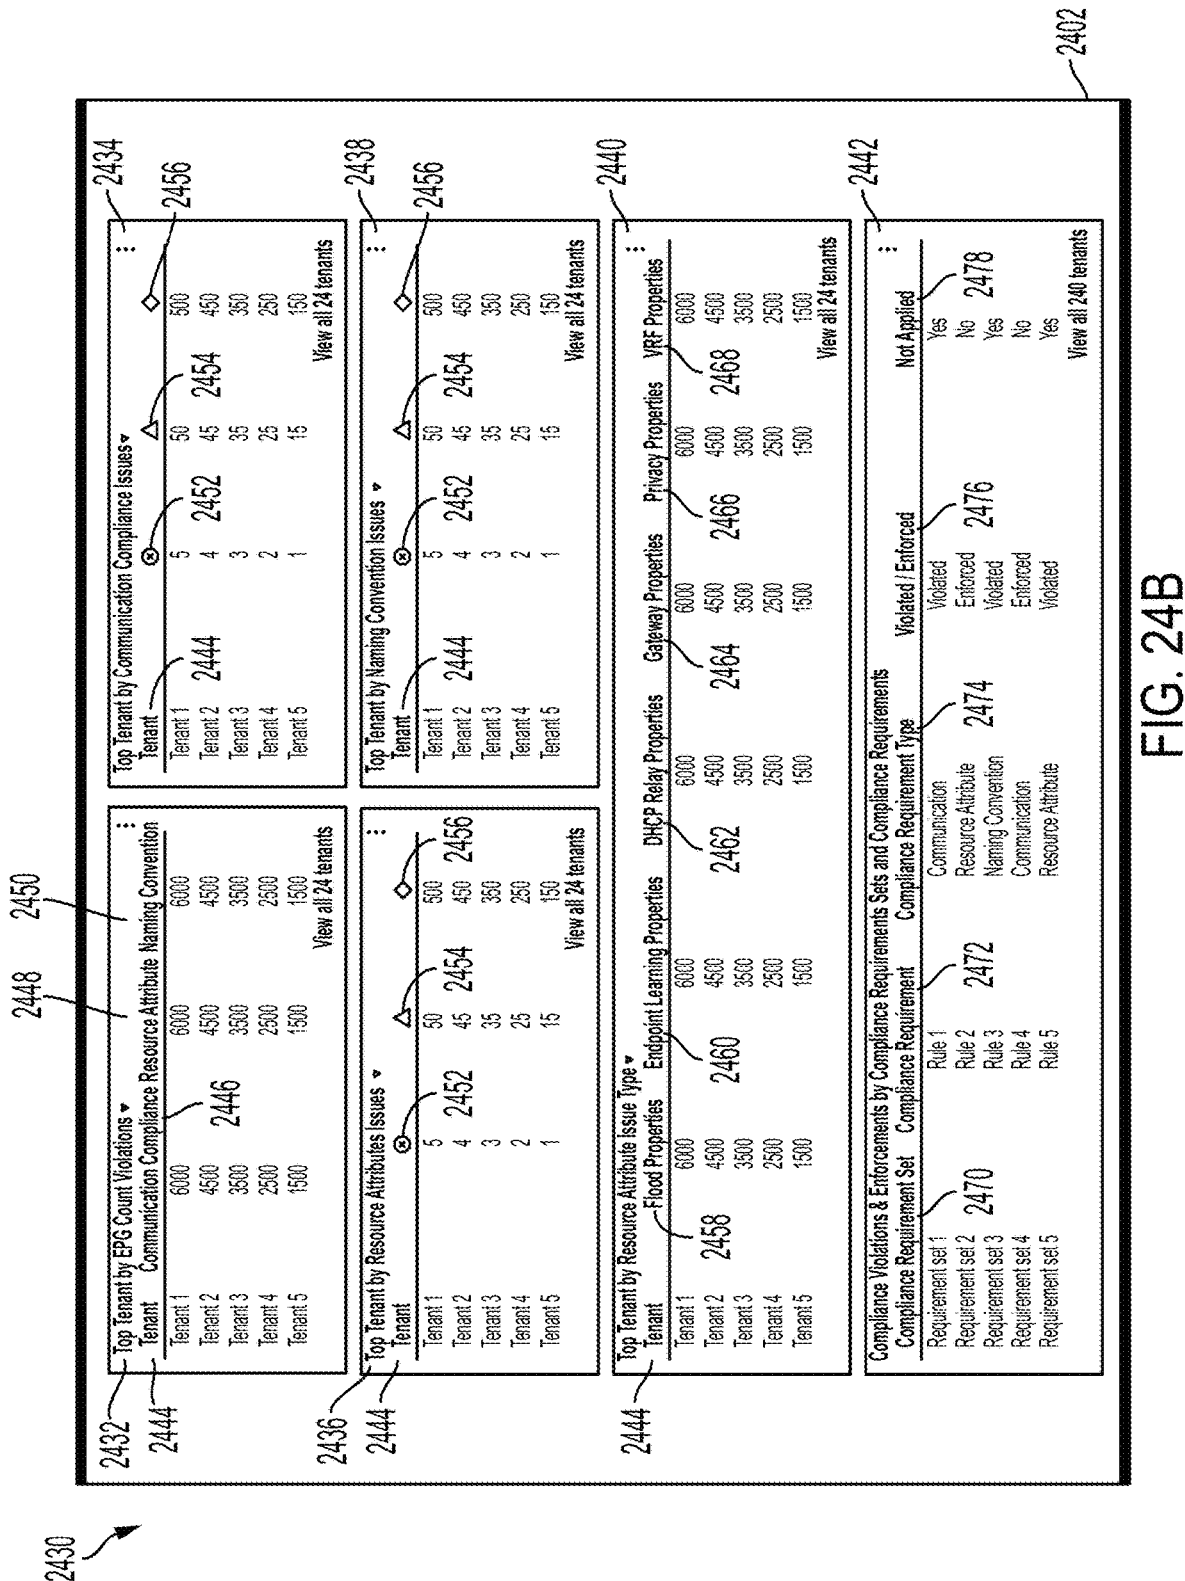 2430
2402
2450
2448
2432
Top Tenant by EPG Count Violations ▾
2444
Tenant Communication Compliance Resource Attribute Naming Convention
2446
Tenant 1 6000 6000 6000
Tenant 2 4500 4500 4500
Tenant 3 3500 3500 3500
Tenant 4 2500 2500 2500
Tenant 5 1500 1500 1500
View all 24 tenants
2434
Top Tenant by Communication Compliance Issues ▾
2456
Tenant
2444 2452 2454
Tenant 1 5 50 500
Tenant 2 4 45 450
Tenant 3 3 35 350
Tenant 4 2 25 250
Tenant 5 1 15 150
View all 24 tenants
2436
Top Tenant by Resource Attributes Issues ▾
2444
Tenant
2452 2454 2456
Tenant 1 5 50 500
Tenant 2 4 45 450
Tenant 3 3 35 350
Tenant 4 2 25 250
Tenant 5 1 15 150
View all 24 tenants
2438
Top Tenant by Naming Convention Issues ▾
2456
Tenant
2444 2452 2454
Tenant 1 5 50 500
Tenant 2 4 45 450
Tenant 3 3 35 350
Tenant 4 2 25 250
Tenant 5 1 15 150
View all 24 tenants
2440
Top Tenant by Resource Attribute Issue Type ▾
2444
Tenant Flood Properties Endpoint Learning Properties DHCP Relay Properties Gateway Properties Privacy Properties VRF Properties
2458 2460 2462 2464 2466 2468
Tenant 1 6000 6000 6000 6000 6000 6000
Tenant 2 4500 4500 4500 4500 4500 4500
Tenant 3 3500 3500 3500 3500 3500 3500
Tenant 4 2500 2500 2500 2500 2500 2500
Tenant 5 1500 1500 1500 1500 1500 1500
View all 24 tenants
2442
Compliance Violations & Enforcements by Compliance Requirements Sets and Compliance Requirements
Compliance Requirement Set Compliance Requirement Compliance Requirement Type Violated / Enforced Not Applied
2470 2472 2474 2476 2478
Requirement set 1 Rule 1 Communication Violated Yes
Requirement set 2 Rule 2 Resource Attribute Enforced No
Requirement set 3 Rule 3 Naming Convention Violated Yes
Requirement set 4 Rule 4 Communication Enforced No
Requirement set 5 Rule 5 Resource Attribute Violated Yes
View all 240 tenants
FIG. 24B